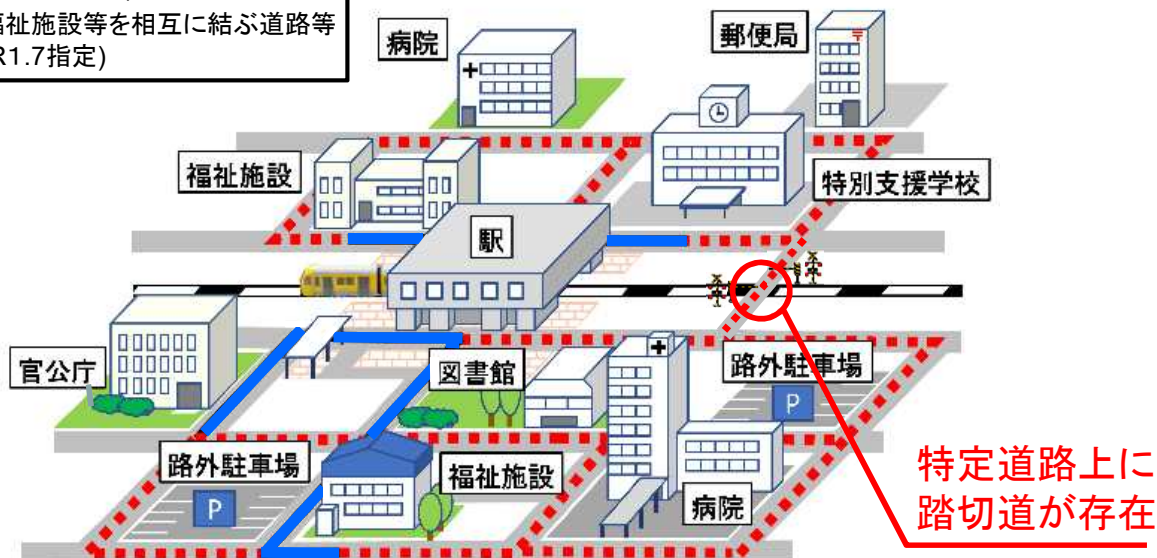 福祉施設等を相互に結ぶ道路等
R1.7指定)
病院
郵便局
福祉施設
特別支援学校
駅
官公庁
図書館
路外駐車場
P
路外駐車場
P
福祉施設
病院
特定道路上に
踏切道が存在